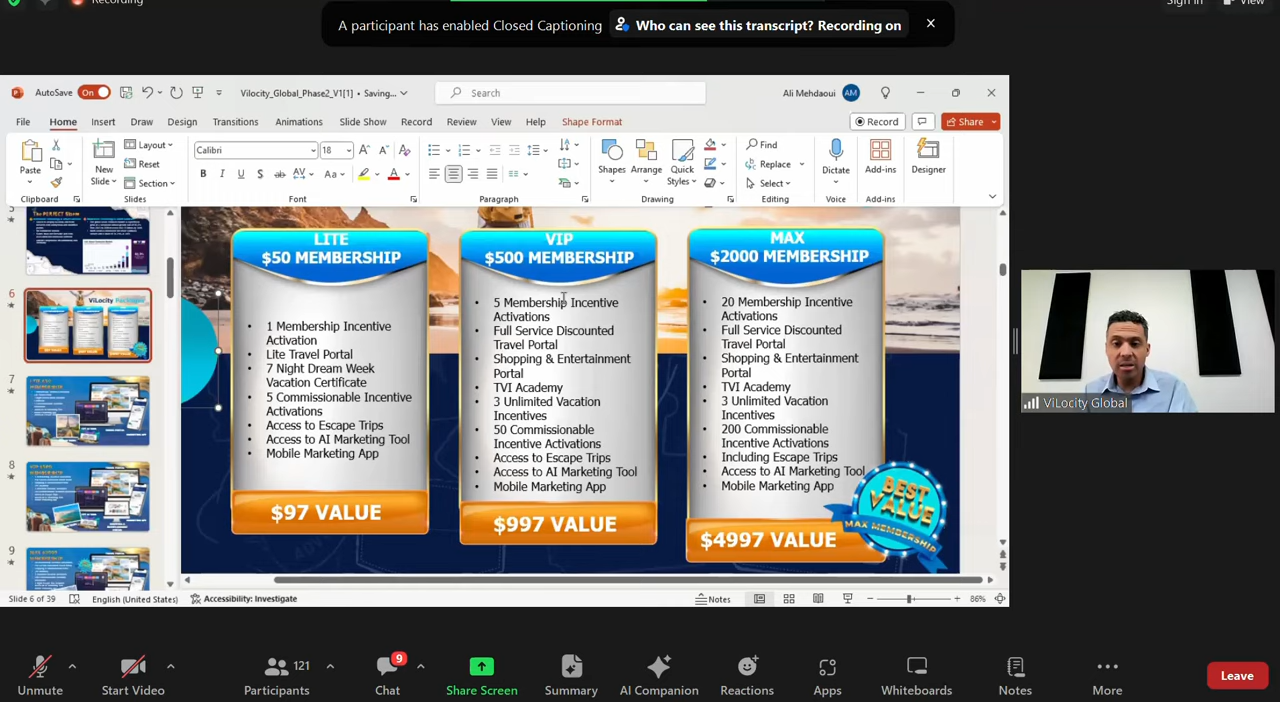 Recording
Sign in
View
A participant has enabled Closed Captioning
Who can see this transcript? Recording on
AutoSave On
Vilocity_Global_Phase2_V1[1] • Saving...
Search
Ali Mehdaoui AM
File Home Insert Draw Design Transitions Animations Slide Show Record Review View Help Shape Format
Record
Share
Paste
New Slide
Layout
Reset
Section
Calibri
18
Shapes
Arrange
Quick Styles
Find
Replace
Select
Dictate
Add-ins
Designer
Clipboard
Slides
Font
Paragraph
Drawing
Editing
Voice
Add-ins
The PERFECT Storm
6
ViLocity Packages
7
8
9
LITE
$50 MEMBERSHIP
• 1 Membership Incentive
Activation
• Lite Travel Portal
• 7 Night Dream Week
Vacation Certificate
• 5 Commissionable Incentive
Activations
• Access to Escape Trips
• Access to AI Marketing Tool
• Mobile Marketing App
$97 VALUE
VIP
$500 MEMBERSHIP
• 5 Membership Incentive
Activations
• Full Service Discounted
Travel Portal
• Shopping & Entertainment
Portal
• TVI Academy
• 3 Unlimited Vacation
Incentives
• 50 Commissionable
Incentive Activations
• Access to Escape Trips
• Access to AI Marketing Tool
• Mobile Marketing App
$997 VALUE
MAX
$2000 MEMBERSHIP
• 20 Membership Incentive
Activations
• Full Service Discounted
Travel Portal
• Shopping & Entertainment
Portal
• TVI Academy
• 3 Unlimited Vacation
Incentives
• 200 Commissionable
Incentive Activations
• Including Escape Trips
• Access to AI Marketing Tool
• Mobile Marketing App
$4997 VALUE
BEST
VALUE
MAX MEMBERSHIP
ViLocity Global
Slide 6 of 39
English (United States)
Accessibility: Investigate
Notes
86%
Unmute
Start Video
121
Participants
9
Chat
Share Screen
Summary
AI Companion
Reactions
Apps
Whiteboards
Notes
More
Leave